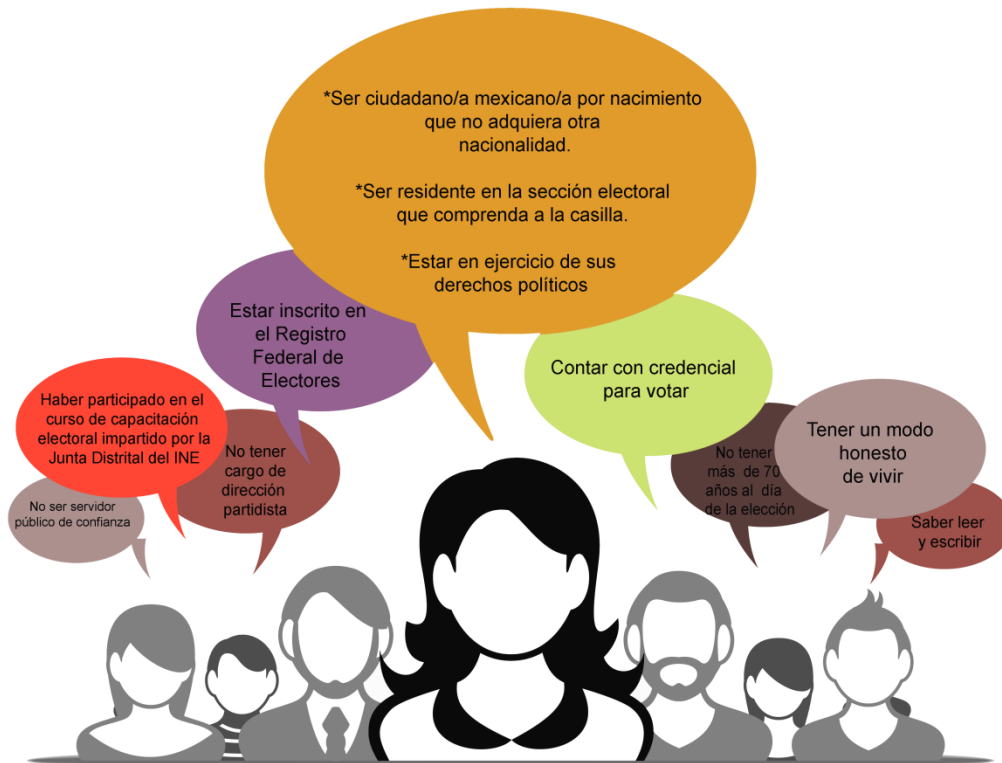 *Ser ciudadano/a mexicano/a por nacimiento
que no adquiera otra
nacionalidad.
*Ser residente en la sección electoral
que comprenda a la casilla.
*Estar en ejercicio de sus
derechos políticos
Estar inscrito en
el Registro
Federal de
Electores
Contar con credencial
para votar
Haber participado en el
curso de capacitación
electoral impartido por la
Junta Distrital del INE
No tener
cargo de
dirección
partidista
No ser servidor
público de confianza
No tener
más de 70
años al día
de la elección
Tener un modo
honesto
de vivir
Saber leer
y escribir